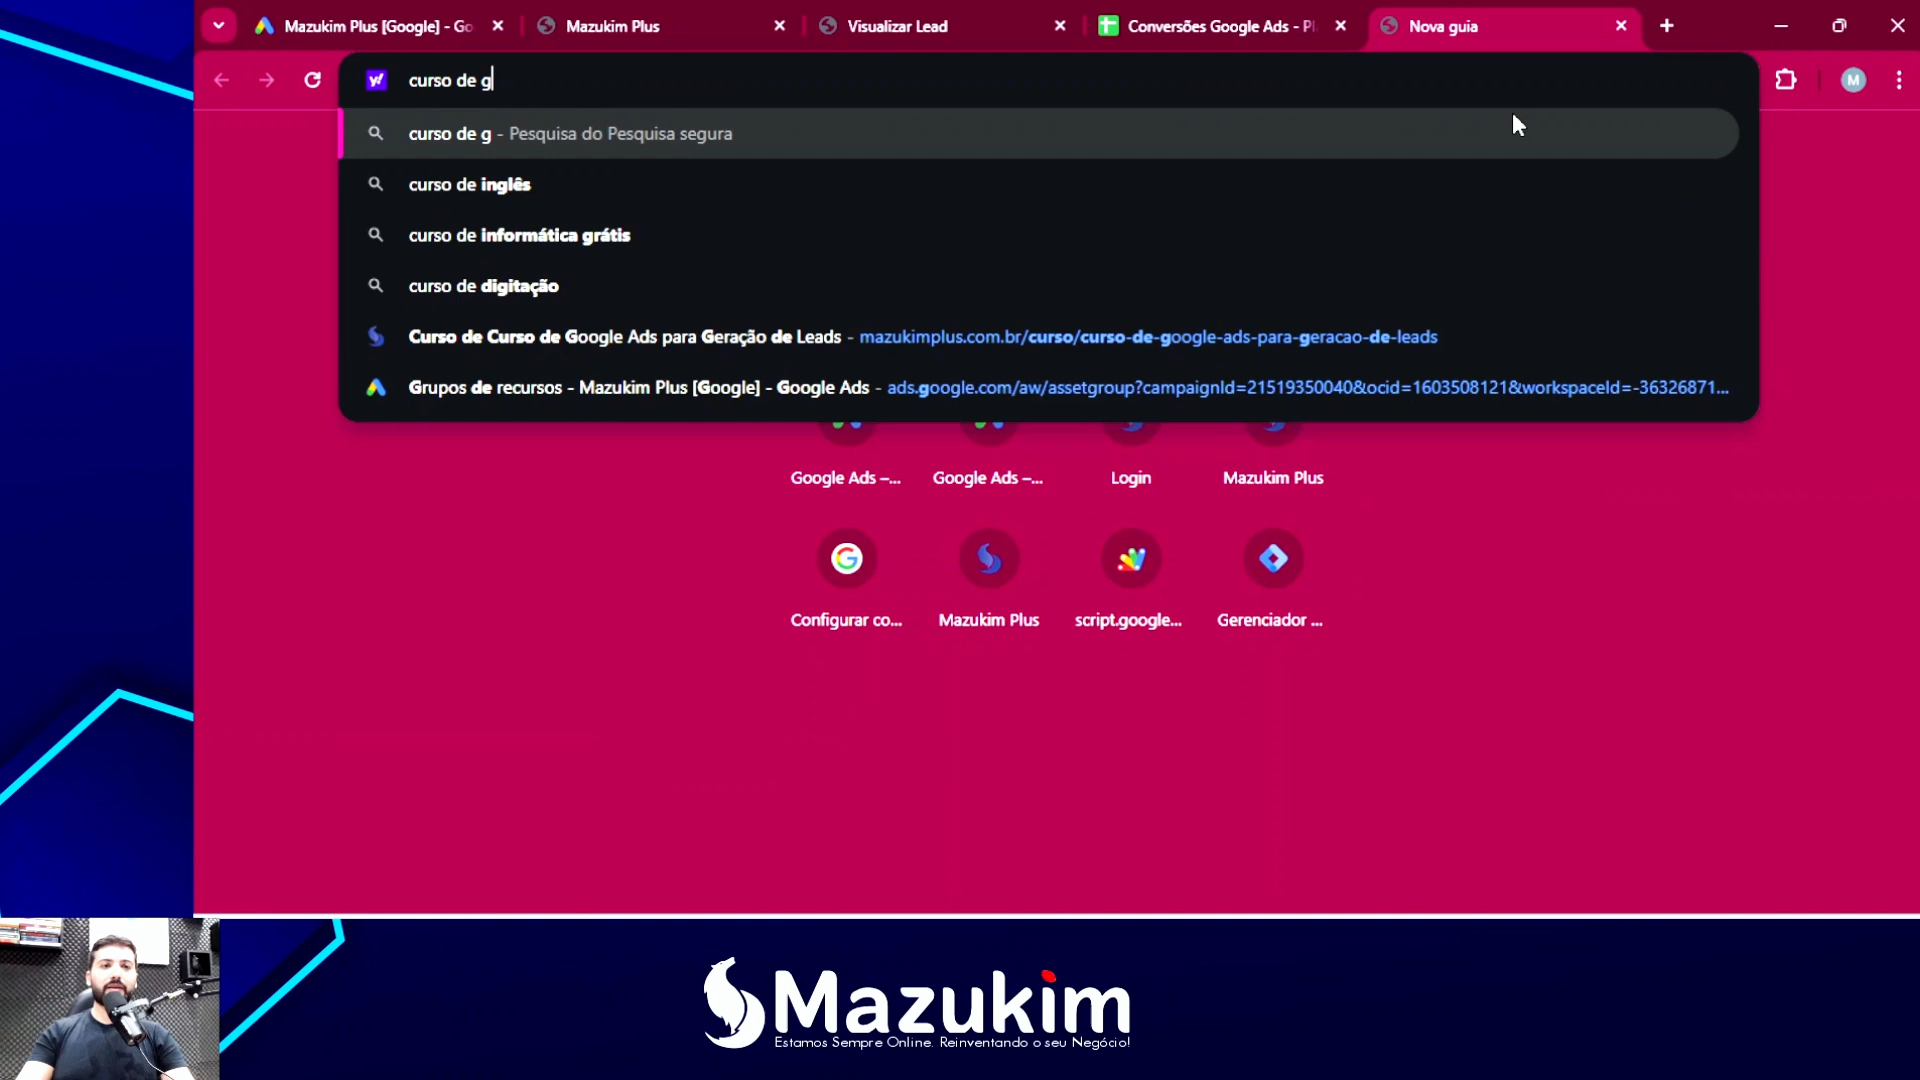 Mazukim Plus [Google] - Go
Mazukim Plus
Visualizar Lead
Conversões Google Ads - Pl
Nova guia
y!
curso de g
M
curso de g - Pesquisa do Pesquisa segura
curso de inglês
curso de informática grátis
curso de digitação
Curso de Curso de Google Ads para Geração de Leads - mazukimplus.com.br/curso/curso-de-google-ads-para-geracao-de-leads
Grupos de recursos - Mazukim Plus [Google] - Google Ads - ads.google.com/aw/assetgroup?campaignId=21519350040&ocid=1603508121&workspaceId=-36326871...
Google Ads –...
Google Ads –...
Login
Mazukim Plus
Configurar co...
Mazukim Plus
script.google...
Gerenciador ...
Mazukim
Estamos Sempre Online. Reinventando o seu Negócio!